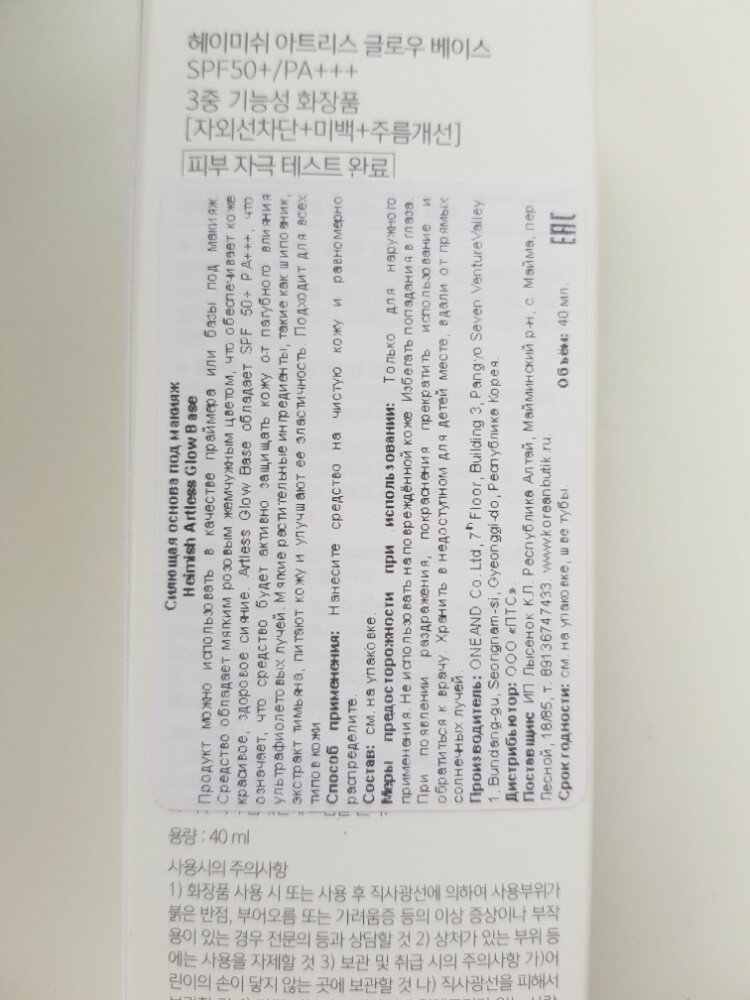 헤이미쉬 아트리스 글로우 베이스
SPF50+/PA+++
3중 기능성 화장품
[자외선차단+미백+주름개선]
피부 자극 테스트 완료
Сияющая основа под макияж
Heimish Artless Glow Base
Продукт можно использовать в качестве праймера или базы под макияж.
Средство обладает мягким розовым жемчужным цветом, что обеспечивает коже
красивое, здоровое сияние. Artless Glow Base обладает SPF 50+ PA+++, что
означает, что средство будет активно защищать кожу от пагубного влияния
ультрафиолетовых лучей. Мягкие растительные ингредиенты, такие как шиповник,
экстракт тимьяна, питают кожу и улучшают ее эластичность. Подходит для всех
типов кожи.
Способ применения: Нанесите средство на чистую кожу и равномерно
распределите.
Состав: см. на упаковке.
Меры предосторожности при использовании: Только для наружного
применения. Не использовать на повреждённой коже. Избегать попадания в глаза.
При появлении раздражения, покраснения прекратить использование и
обратиться к врачу. Хранить в недоступном для детей месте, вдали от прямых
солнечных лучей.
Производитель: ONEAND Co. Ltd, 7th Floor, Building 3, Pangyo Seven Venture Valley
1, Bundang-gu, Seongnam-si, Gyeonggi-do, Республика Корея.
Дистрибьютор: ООО «ПТС»
Поставщик: ИП Лысенок К.Л. Республика Алтай, Майминский р-н, с. Майма, пер.
Лесной, 18/85, т. 89136747433. www.koreanbutik.ru.
Срок годности: см. на упаковке, шве тубы. Объём: 40 мл. EAC
용량 : 40 ml
사용시의 주의사항
1) 화장품 사용 시 또는 사용 후 직사광선에 의하여 사용부위가
붉은 반점, 부어오름 또는 가려움증 등의 이상 증상이나 부작
용이 있는 경우 전문의 등과 상담할 것 2) 상처가 있는 부위 등
에는 사용을 자제할 것 3) 보관 및 취급 시의 주의사항 가)어
린이의 손이 닿지 않는 곳에 보관할 것 나) 직사광선을 피해서